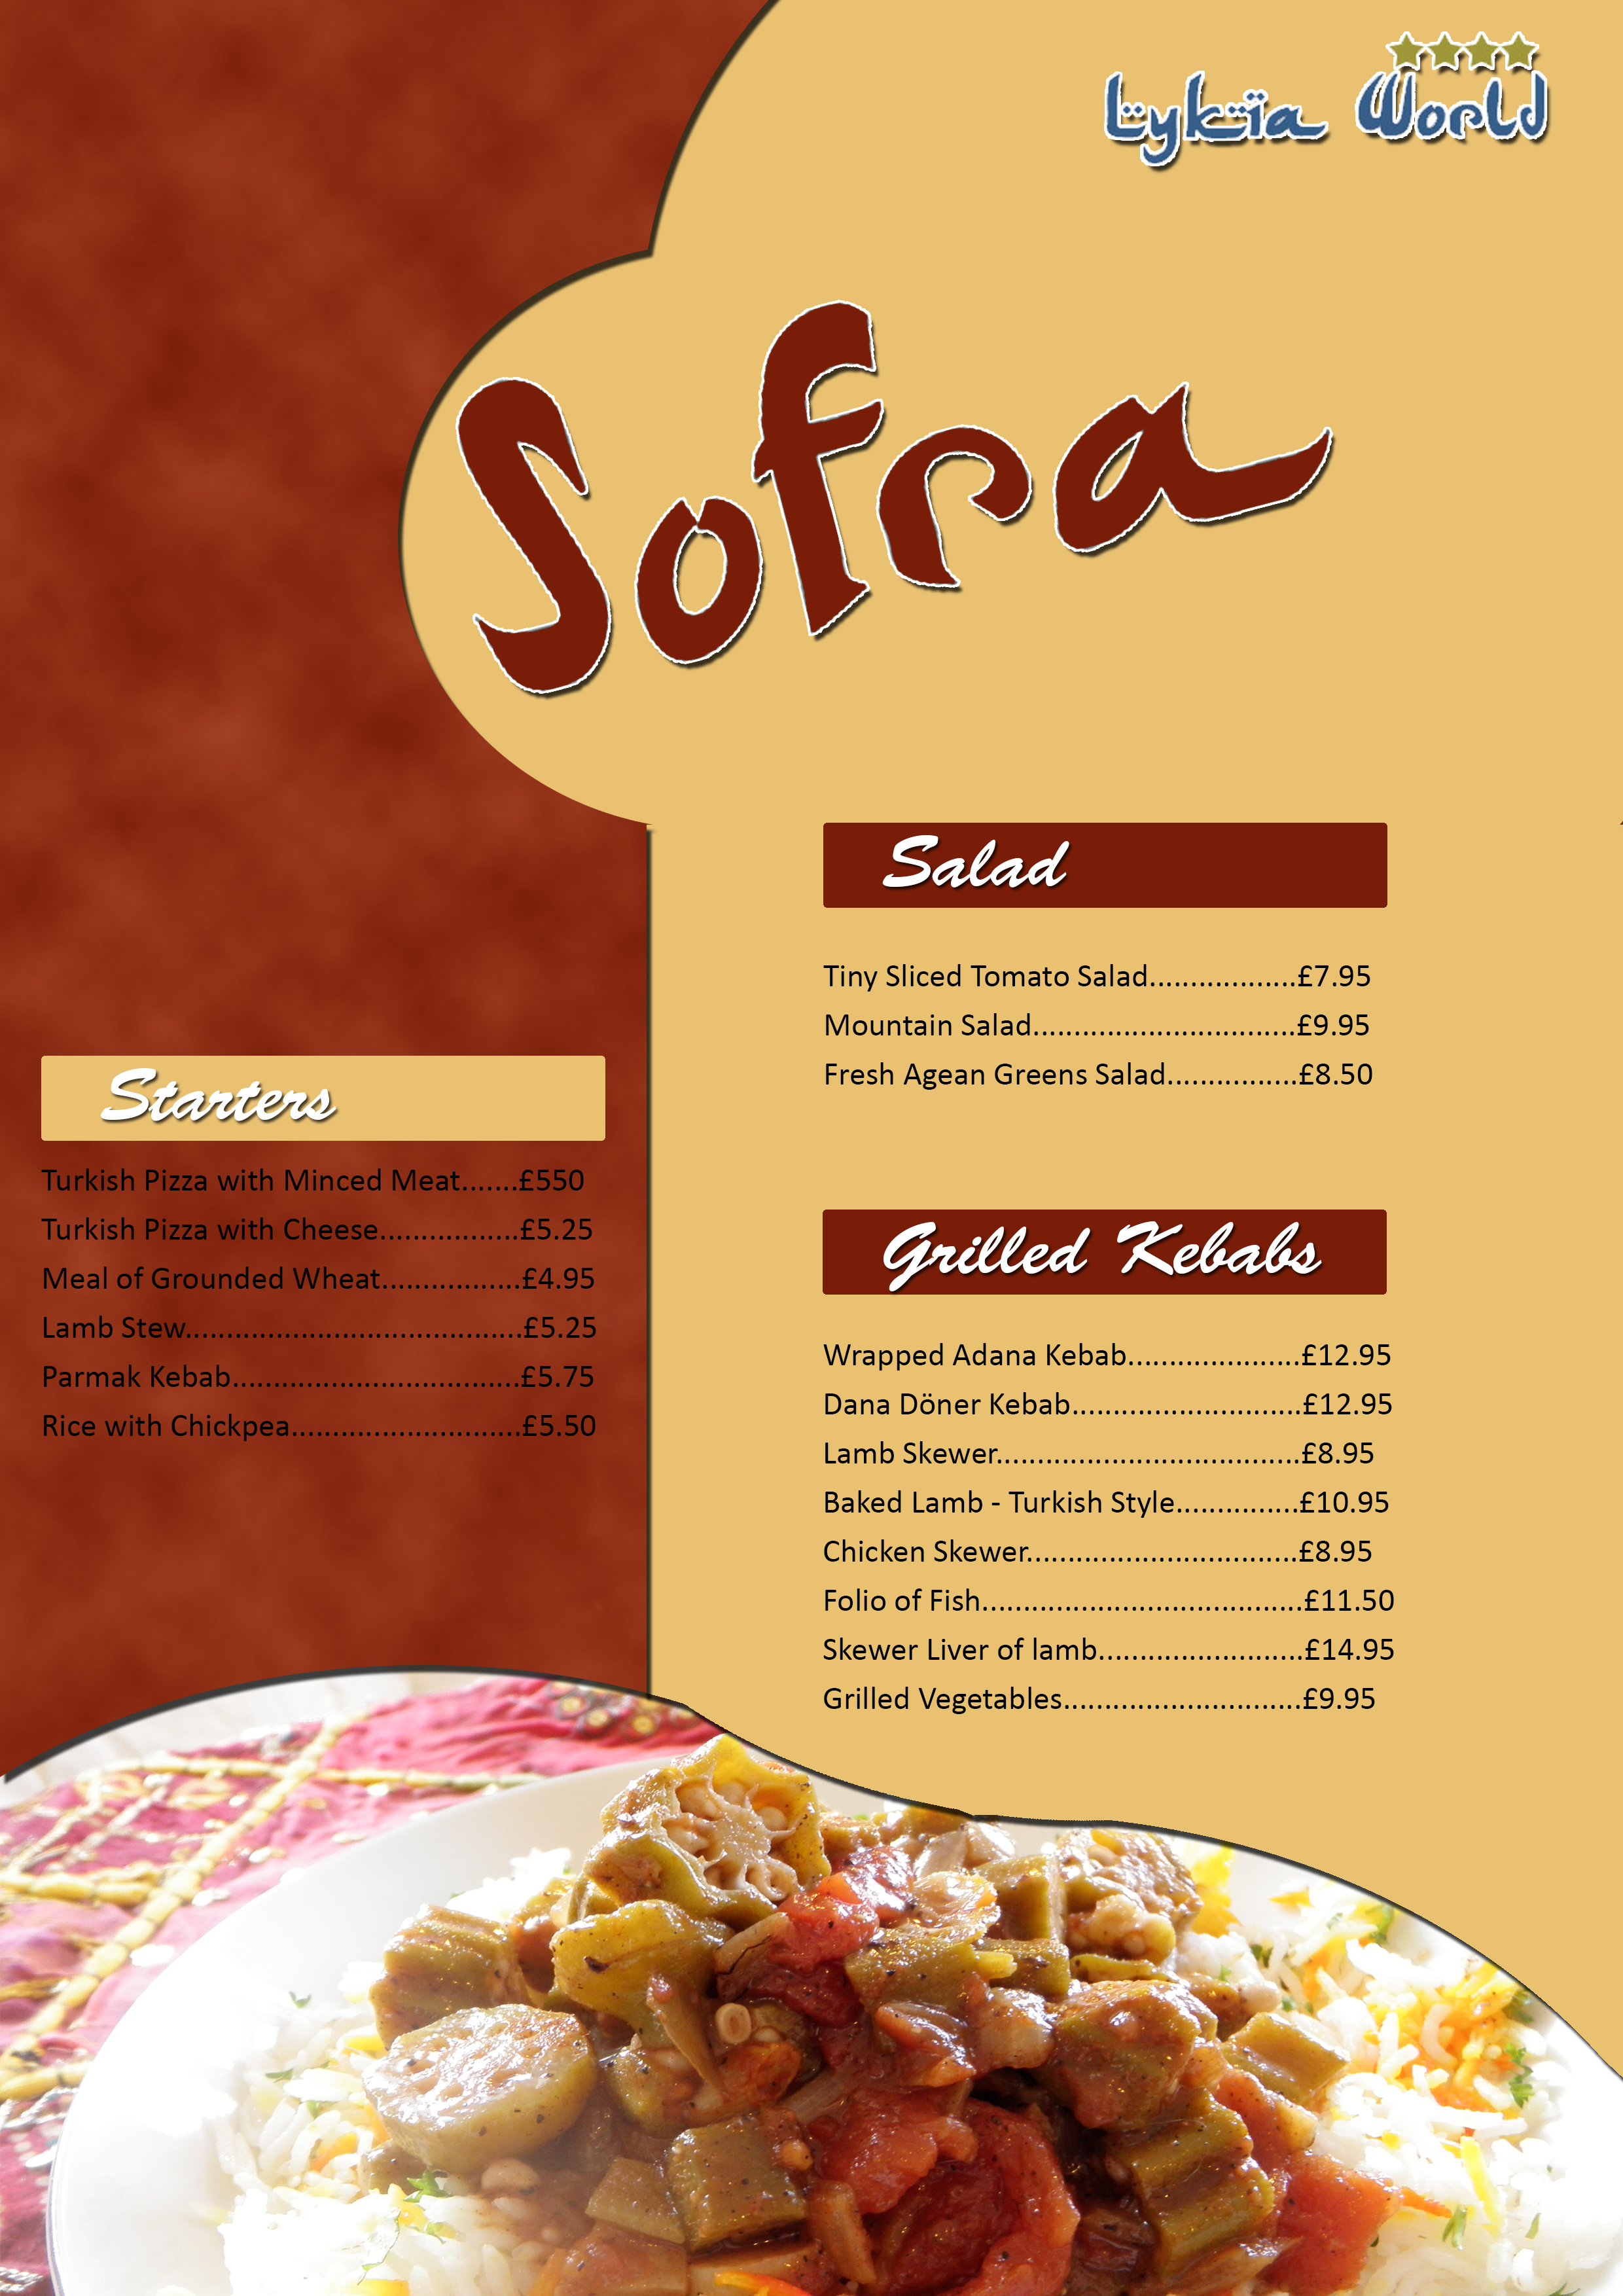 Lykia World
Sofra
Starters
Turkish Pizza with Minced Meat.......£550
Turkish Pizza with Cheese.................£5.25
Meal of Grounded Wheat.................£4.95
Lamb Stew.........................................£5.25
Parmak Kebab...................................£5.75
Rice with Chickpea............................£5.50
Salad
Tiny Sliced Tomato Salad..................£7.95
Mountain Salad................................£9.95
Fresh Agean Greens Salad................£8.50
Grilled Kebabs
Wrapped Adana Kebab.....................£12.95
Dana Döner Kebab............................£12.95
Lamb Skewer.....................................£8.95
Baked Lamb - Turkish Style...............£10.95
Chicken Skewer.................................£8.95
Folio of Fish.......................................£11.50
Skewer Liver of lamb.........................£14.95
Grilled Vegetables.............................£9.95